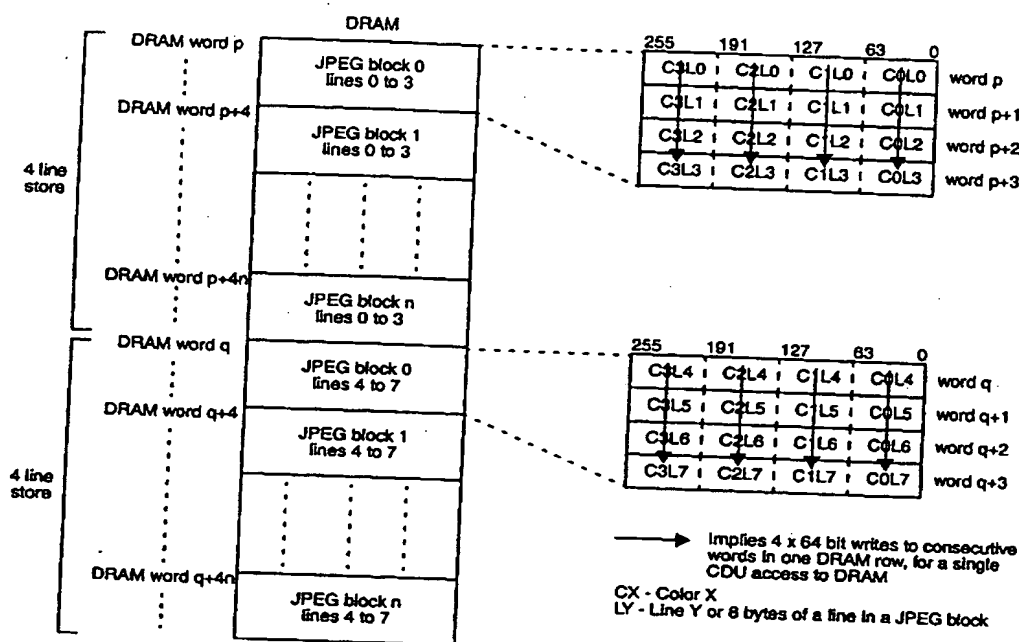 DRAM
DRAM word p
JPEG block 0
lines 0 to 3
DRAM word p+4
JPEG block 1
lines 0 to 3
4 line
store
DRAM word p+4n
JPEG block n
lines 0 to 3
DRAM word q
JPEG block 0
lines 4 to 7
DRAM word q+4
JPEG block 1
lines 4 to 7
4 line
store
DRAM word q+4n
JPEG block n
lines 4 to 7
255 191 127 63 0
C3L0 C2L0 C1L0 C0L0 word p
C3L1 C2L1 C1L1 C0L1 word p+1
C3L2 C2L2 C1L2 C0L2 word p+2
C3L3 C2L3 C1L3 C0L3 word p+3
255 191 127 63 0
C3L4 C2L4 C1L4 C0L4 word q
C3L5 C2L5 C1L5 C0L5 word q+1
C3L6 C2L6 C1L6 C0L6 word q+2
C3L7 C2L7 C1L7 C0L7 word q+3
Implies 4 x 64 bit writes to consecutive
words in one DRAM row, for a single
CDU access to DRAM
CX - Color X
LY - Line Y or 8 bytes of a line in a JPEG block